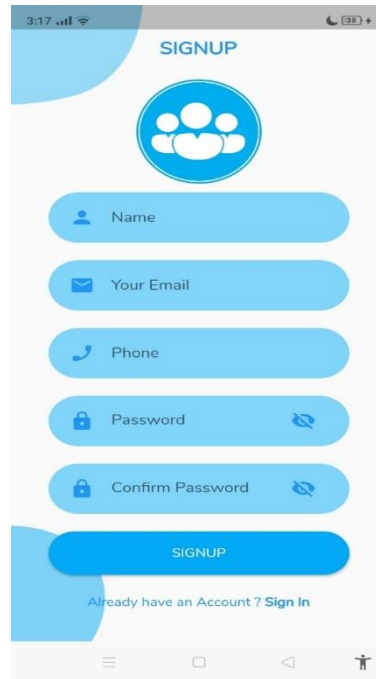 3:17
38
SIGNUP
Name
Your Email
Phone
Password
Confirm Password
SIGNUP
Already have an Account ? Sign In